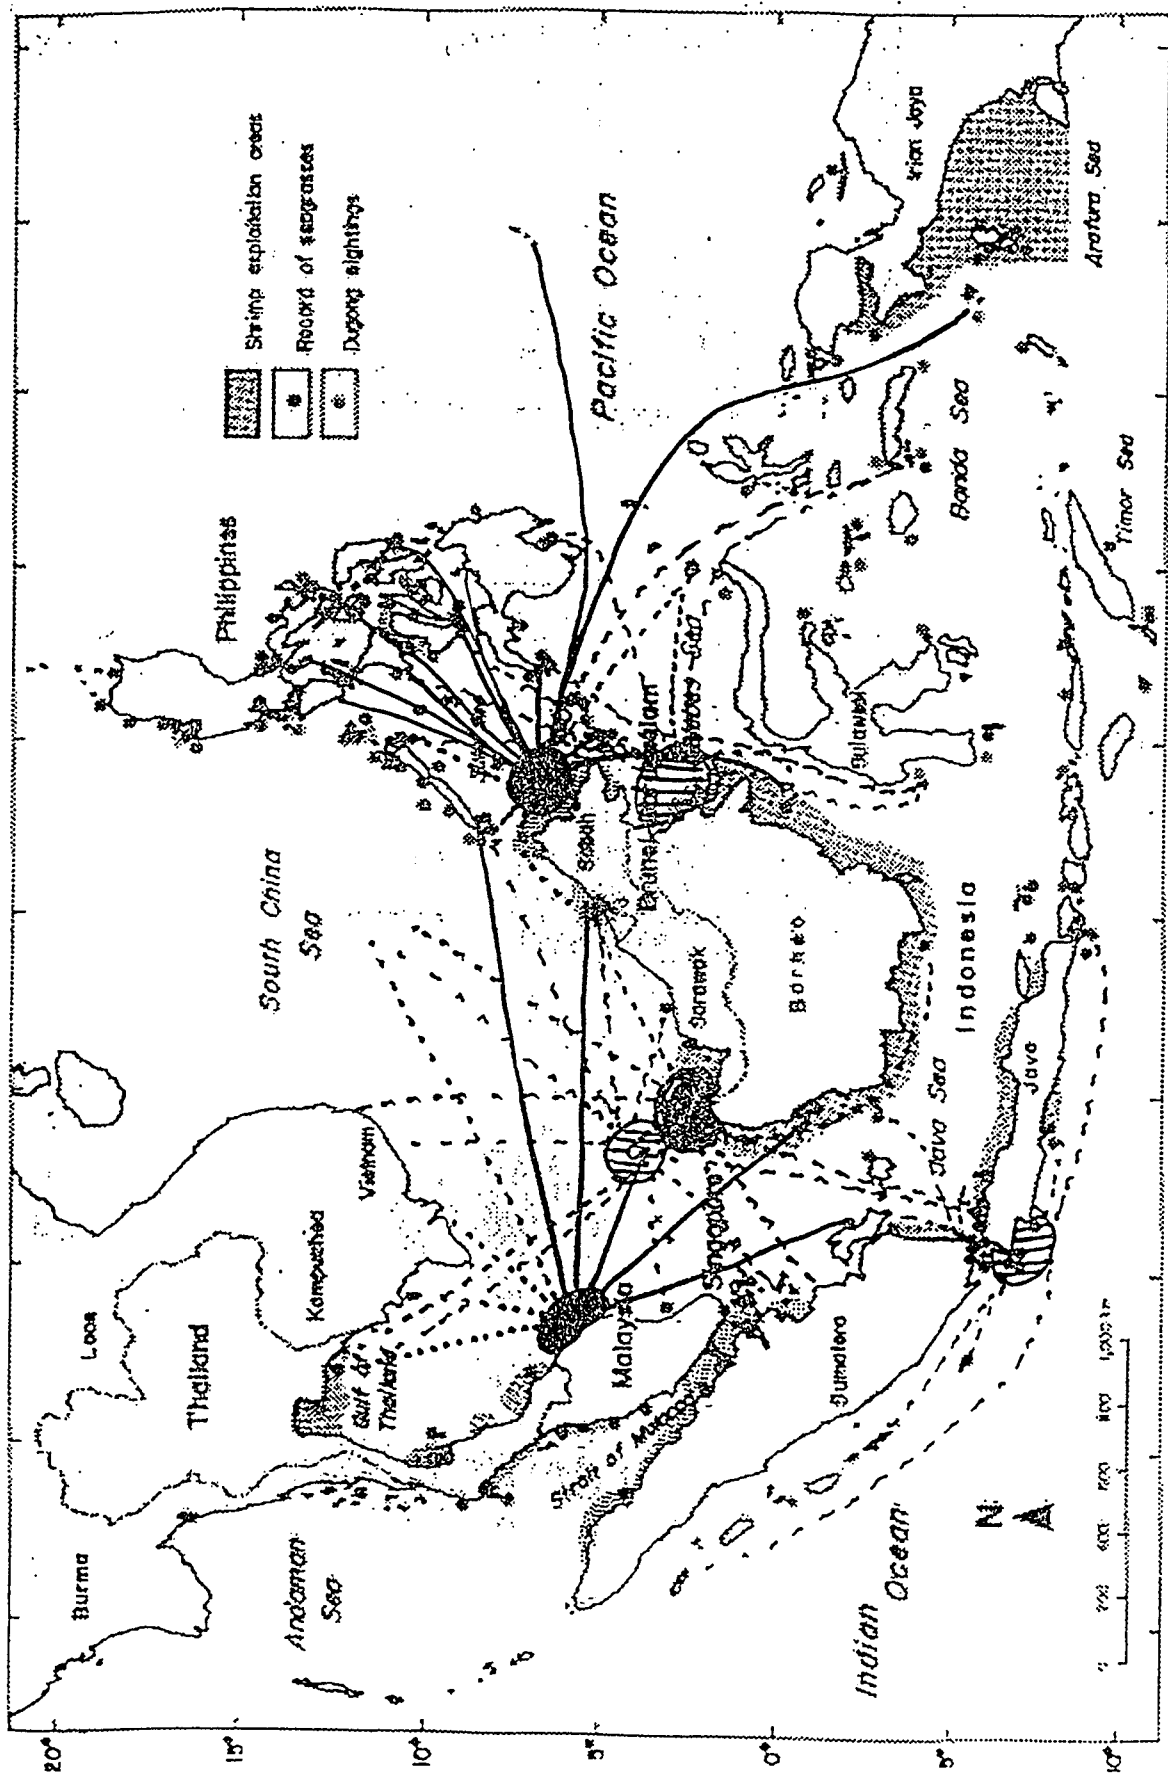 20°
15°
10°
5°
0°
5°
10°
Burma
Laos
Thailand
Kampuchea
Vietnam
Gulf of
Thailand
Andaman
Sea
South China
Sea
Philippines
Shrimp exploitation areas
Record of seagrasses
Dugong sightings
Pacific Ocean
Malaysia
Singapore
Strait of
Sumatera
Sabah
Brunei
Sarawak
Borneo
Sulawesi
Indonesia
Java Sea
Java
Banda Sea
Timor Sea
Irian Jaya
Arafura Sea
Indian
Ocean
N